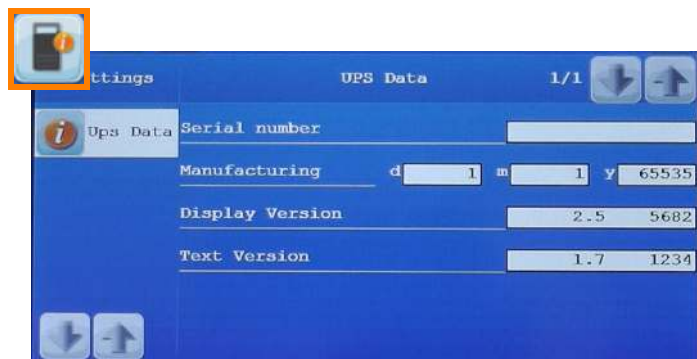 ttings UPS Data 1/1
Ups Data
Serial number
Manufacturing d 1 m 1 y 65535
Display Version 2.5 5682
Text Version 1.7 1234